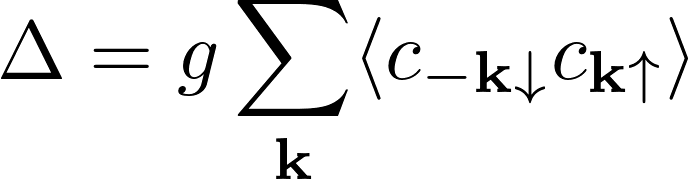 Δ = g ∑_𝐤 ⟨c_{−𝐤↓} c_{𝐤↑}⟩